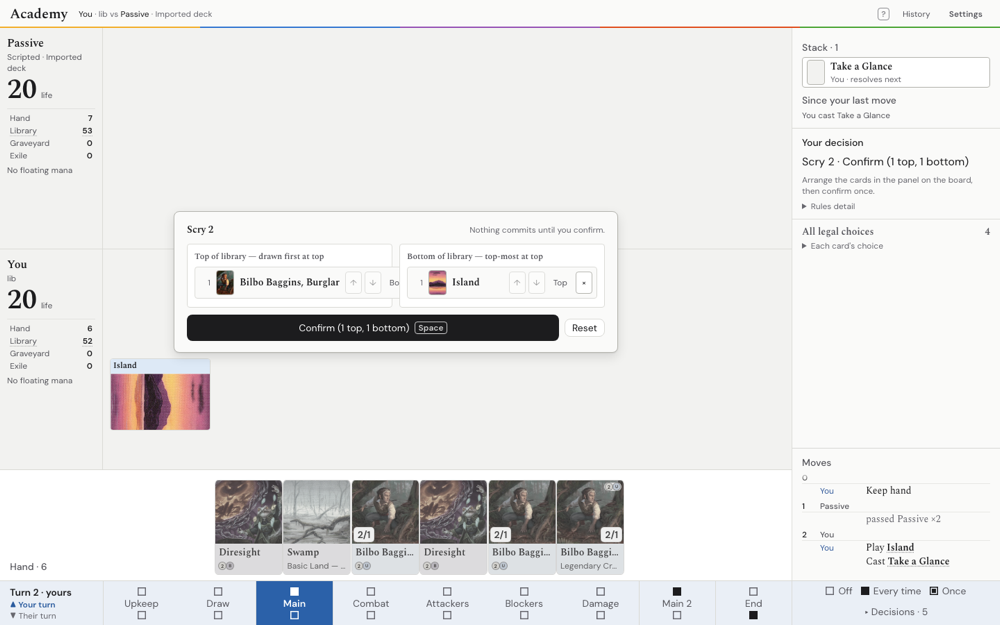 Academy
You · lib vs Passive · Imported deck
?
History
Settings
Passive
Scripted · Imported deck
20 life
Hand 7
Library 53
Graveyard 0
Exile 0
No floating mana
You
lib
20 life
Hand 6
Library 52
Graveyard 0
Exile 0
No floating mana
Island
Scry 2
Nothing commits until you confirm.
Top of library — drawn first at top
1 Bilbo Baggins, Burglar ↑ ↓ Bo
Bottom of library — top-most at top
1 Island ↑ ↓ Top ×
Confirm (1 top, 1 bottom) Space
Reset
Stack · 1
Take a Glance
You · resolves next
Since your last move
You cast Take a Glance
Your decision
Scry 2 · Confirm (1 top, 1 bottom)
Arrange the cards in the panel on the board, then confirm once.
▸ Rules detail
All legal choices 4
▸ Each card's choice
Moves
You Keep hand
1 Passive
passed Passive ×2
2 You
You Play Island
Cast Take a Glance
Hand · 6
Diresight
Swamp
Basic Land — ...
2/1
Bilbo Baggi...
Diresight
2/1
Bilbo Baggi...
2/1
Bilbo Baggi...
Legendary Cr...
Turn 2 · yours
▲ Your turn
▼ Their turn
Upkeep
Draw
Main
Combat
Attackers
Blockers
Damage
Main 2
End
Off
Every time
Once
▸ Decisions · 5